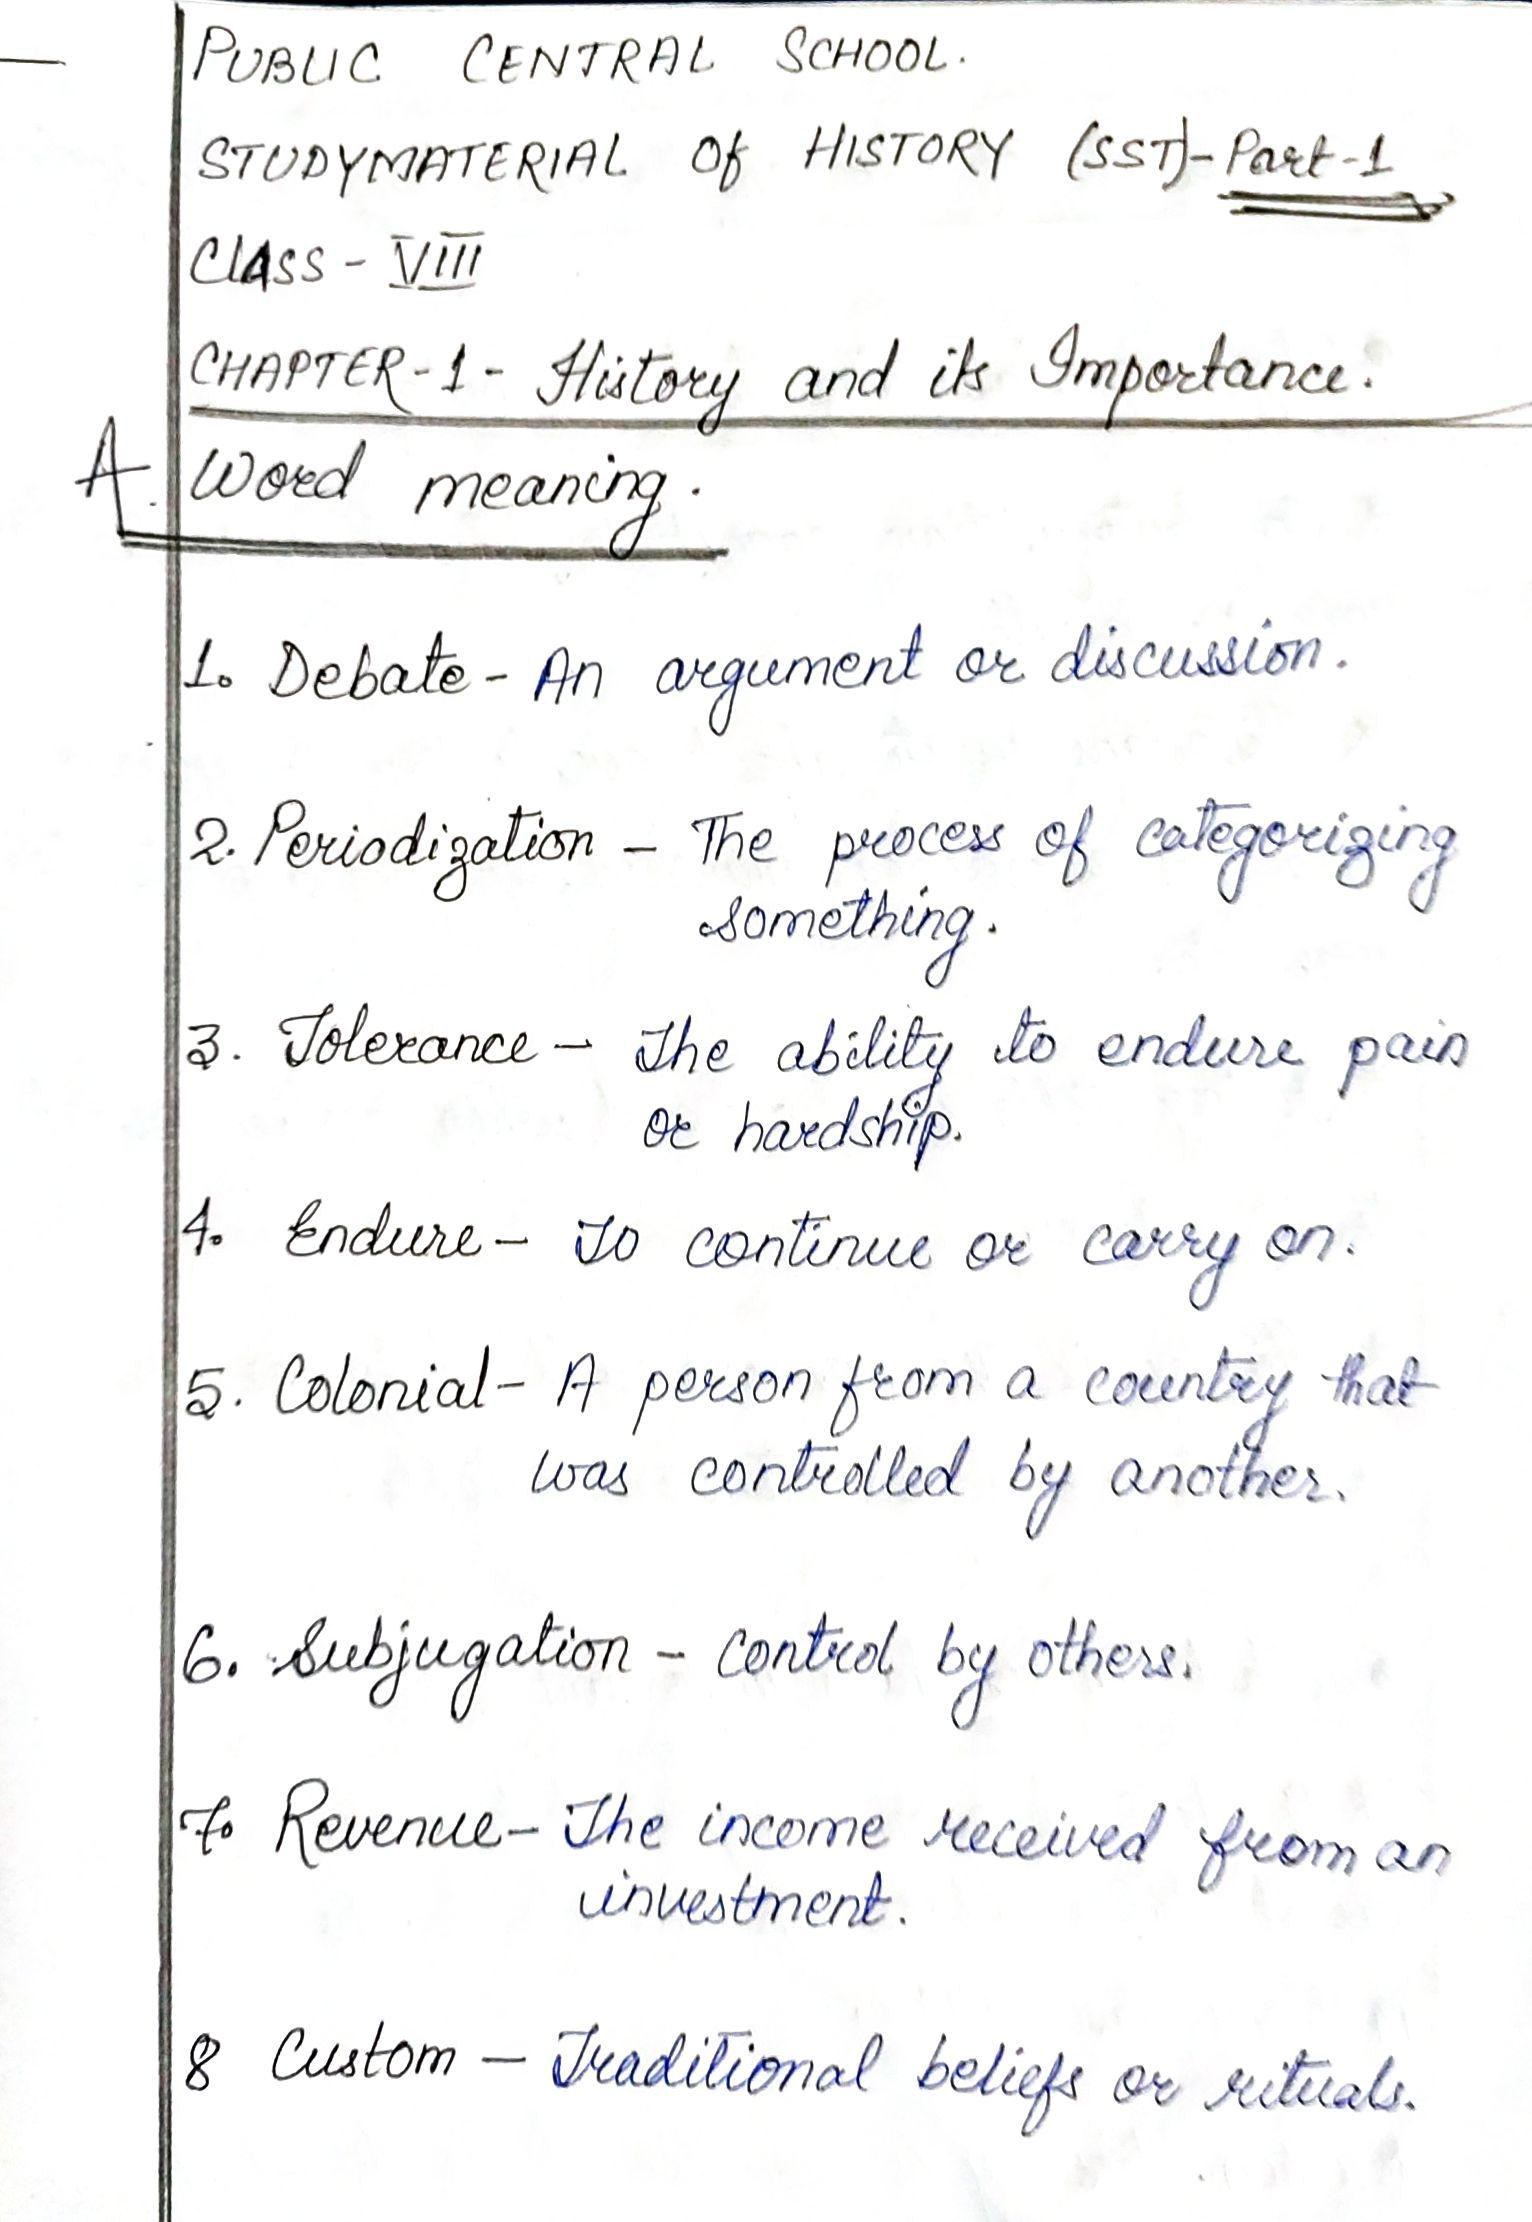 PUBLIC CENTRAL SCHOOL.
STUDYMATERIAL Of HISTORY (SST)-Part-1
Class - VIII
CHAPTER-1- History and its Importance.
A. Word meaning.
1. Debate - An argument or discussion.
2. Periodization - The process of categorizing
something.
3. Tolerance - The ability to endure pain
or hardship.
4. Endure - To continue or carry on.
5. Colonial - A person from a country that
was controlled by another.
6. Subjugation - Control by others.
7. Revenue - The income received from an
investment.
8 Custom - Traditional beliefs or rituals.